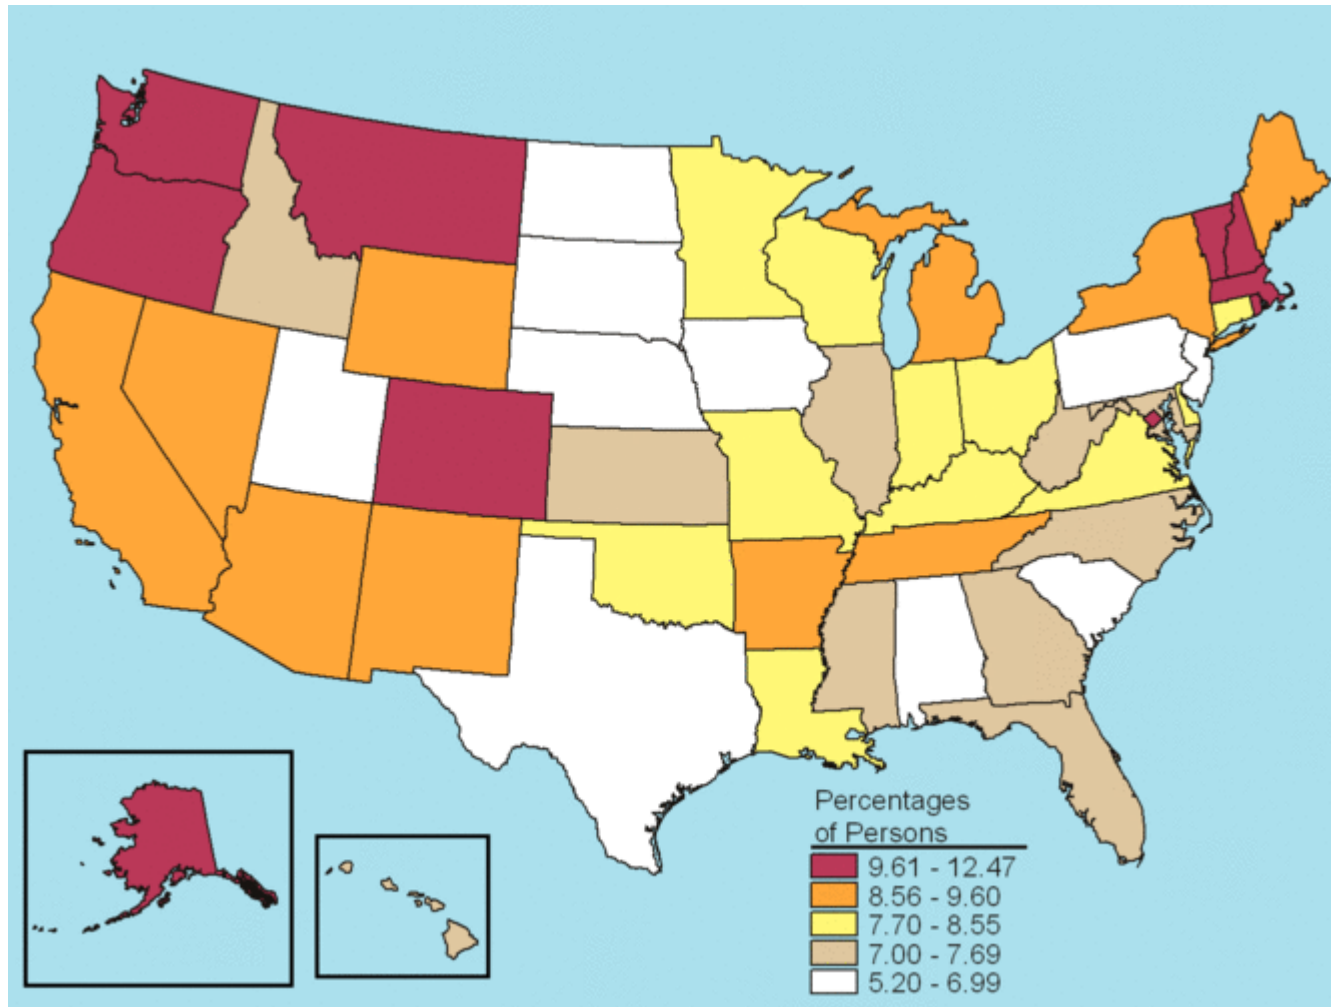 Percentages
of Persons
9.61 - 12.47
8.56 - 9.60
7.70 - 8.55
7.00 - 7.69
5.20 - 6.99